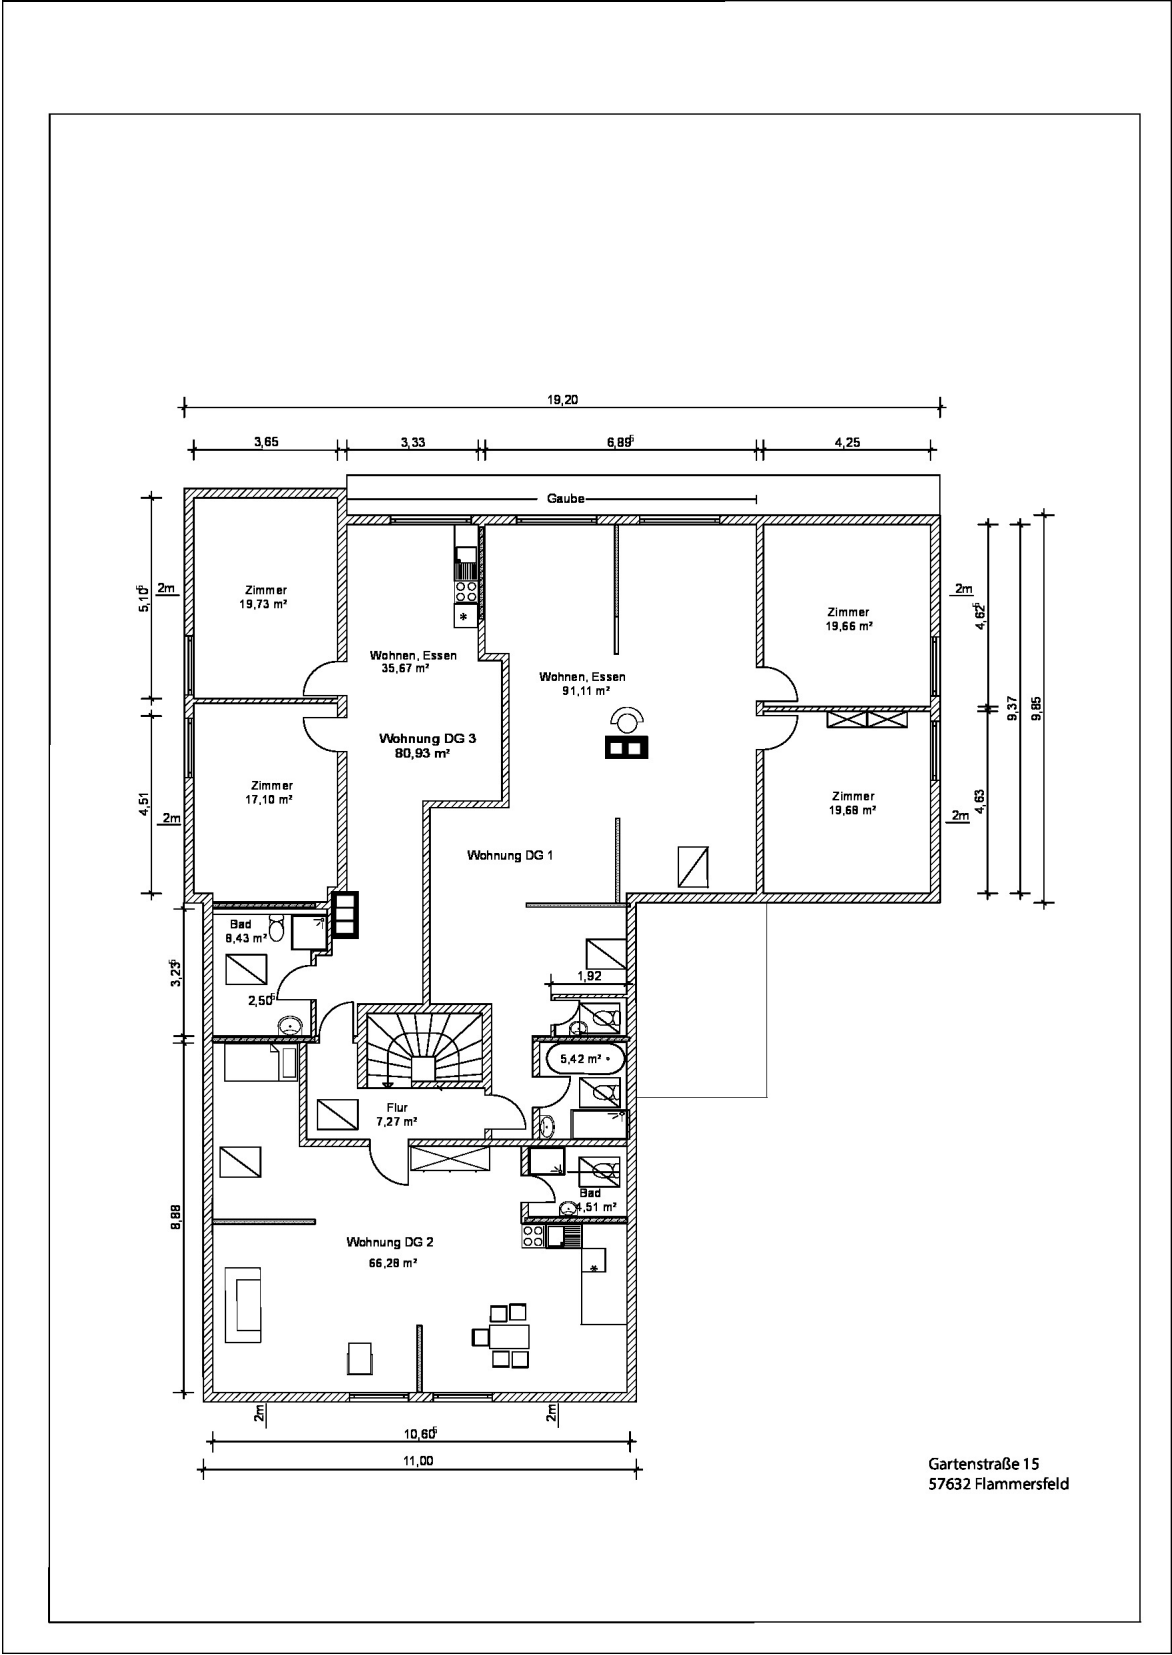 19,20
3,65
3,33
6,89⁵
4,25
Gaube
5,10⁵
2m
Zimmer
19,73 m²
Wohnen, Essen
35,67 m²
Wohnen, Essen
91,11 m²
Zimmer
19,66 m²
2m
4,62⁵
9,37
9,85
Wohnung DG 3
80,93 m²
4,51
2m
Zimmer
17,10 m²
Zimmer
19,68 m²
4,63
2m
Wohnung DG 1
Bad
8,43 m²
3,23⁵
2,50⁵
1,92
5,42 m²
Flur
7,27 m²
Bad
4,51 m²
8,88
Wohnung DG 2
66,28 m²
2m
2m
10,60⁵
11,00
Gartenstraße 15
57632 Flammersfeld